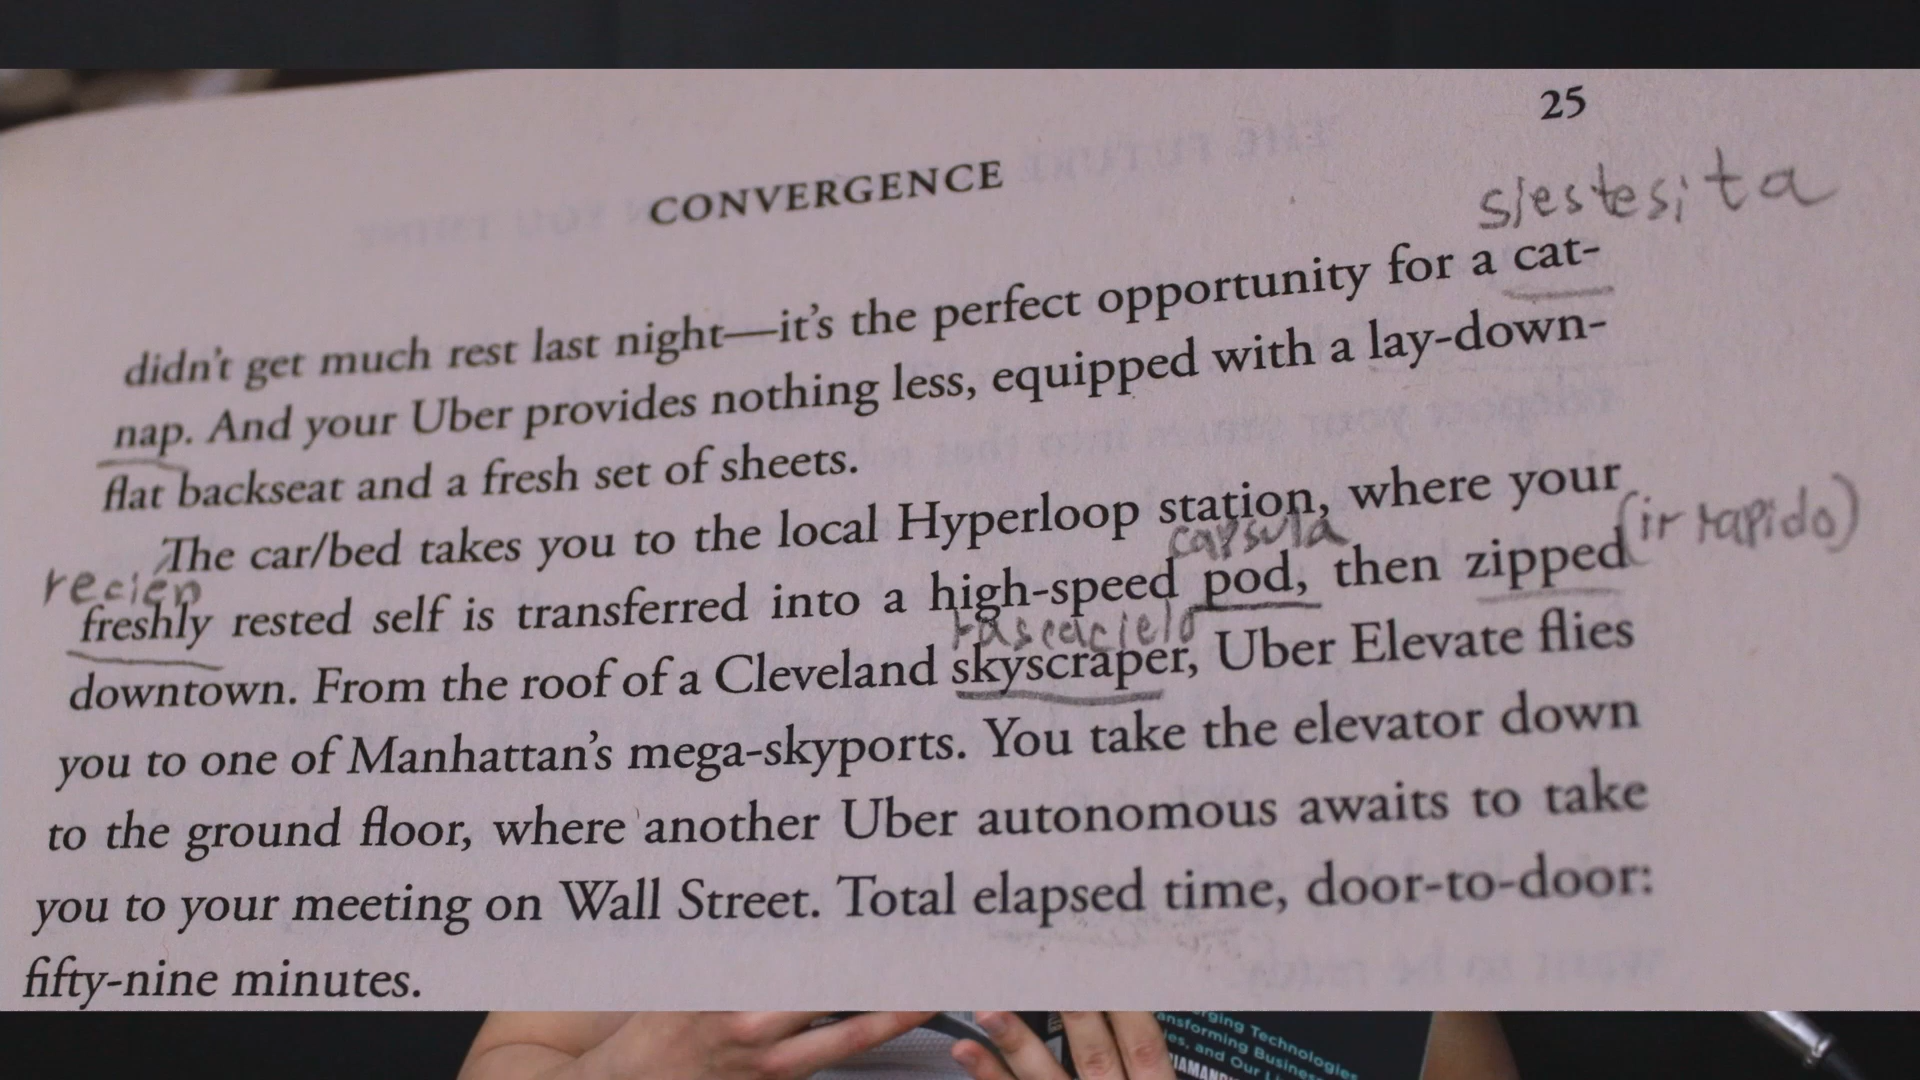 25
CONVERGENCE
siestesita
didn't get much rest last night—it's the perfect opportunity for a cat-
nap. And your Uber provides nothing less, equipped with a lay-down-
flat backseat and a fresh set of sheets.
The car/bed takes you to the local Hyperloop station, where your
recien
capsula
(ir rapido)
freshly rested self is transferred into a high-speed pod, then zipped
rascacielo
downtown. From the roof of a Cleveland skyscraper, Uber Elevate flies
you to one of Manhattan's mega-skyports. You take the elevator down
to the ground floor, where another Uber autonomous awaits to take
you to your meeting on Wall Street. Total elapsed time, door-to-door:
fifty-nine minutes.
Technologies
Business
and Our